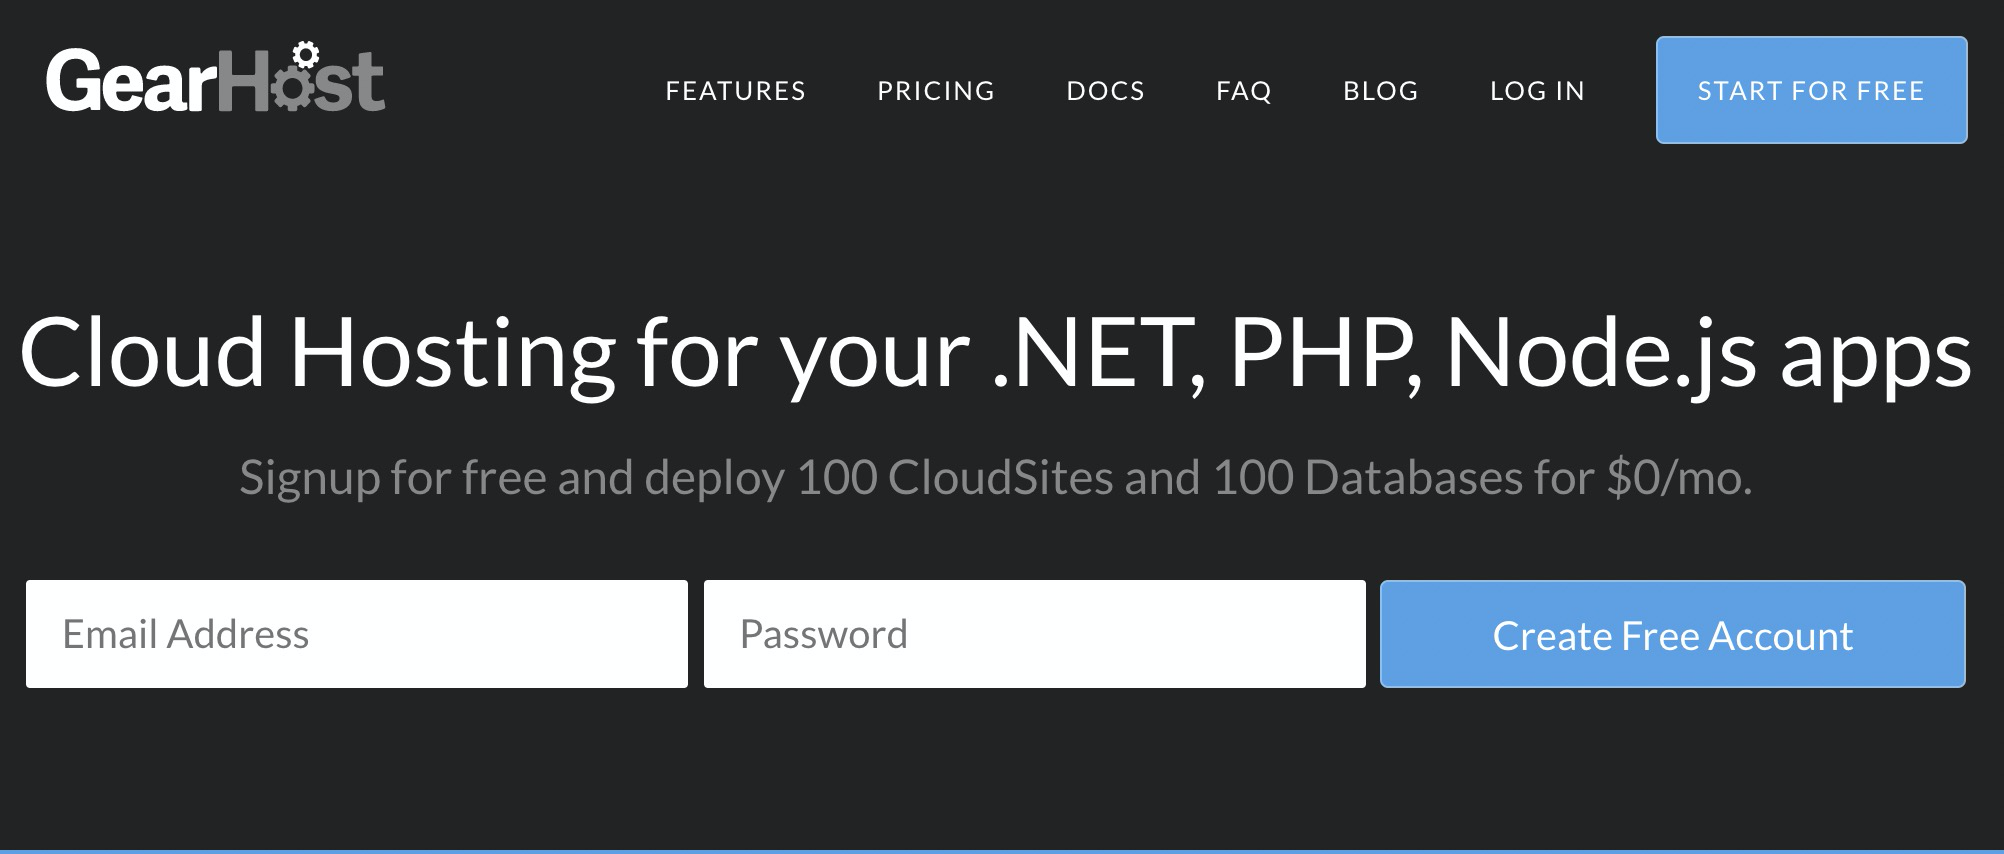 GearHost
FEATURES PRICING DOCS FAQ BLOG LOG IN START FOR FREE
Cloud Hosting for your .NET, PHP, Node.js apps
Signup for free and deploy 100 CloudSites and 100 Databases for $0/mo.
Email Address Password Create Free Account